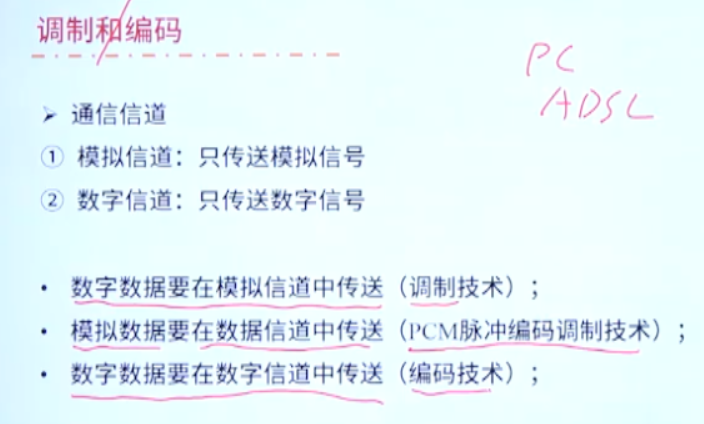 调制和编码
PC
ADSL
➢ 通信信道
① 模拟信道：只传送模拟信号
② 数字信道：只传送数字信号
• 数字数据要在模拟信道中传送（调制技术）；
• 模拟数据要在数据信道中传送（PCM脉冲编码调制技术）；
• 数字数据要在数字信道中传送（编码技术）；